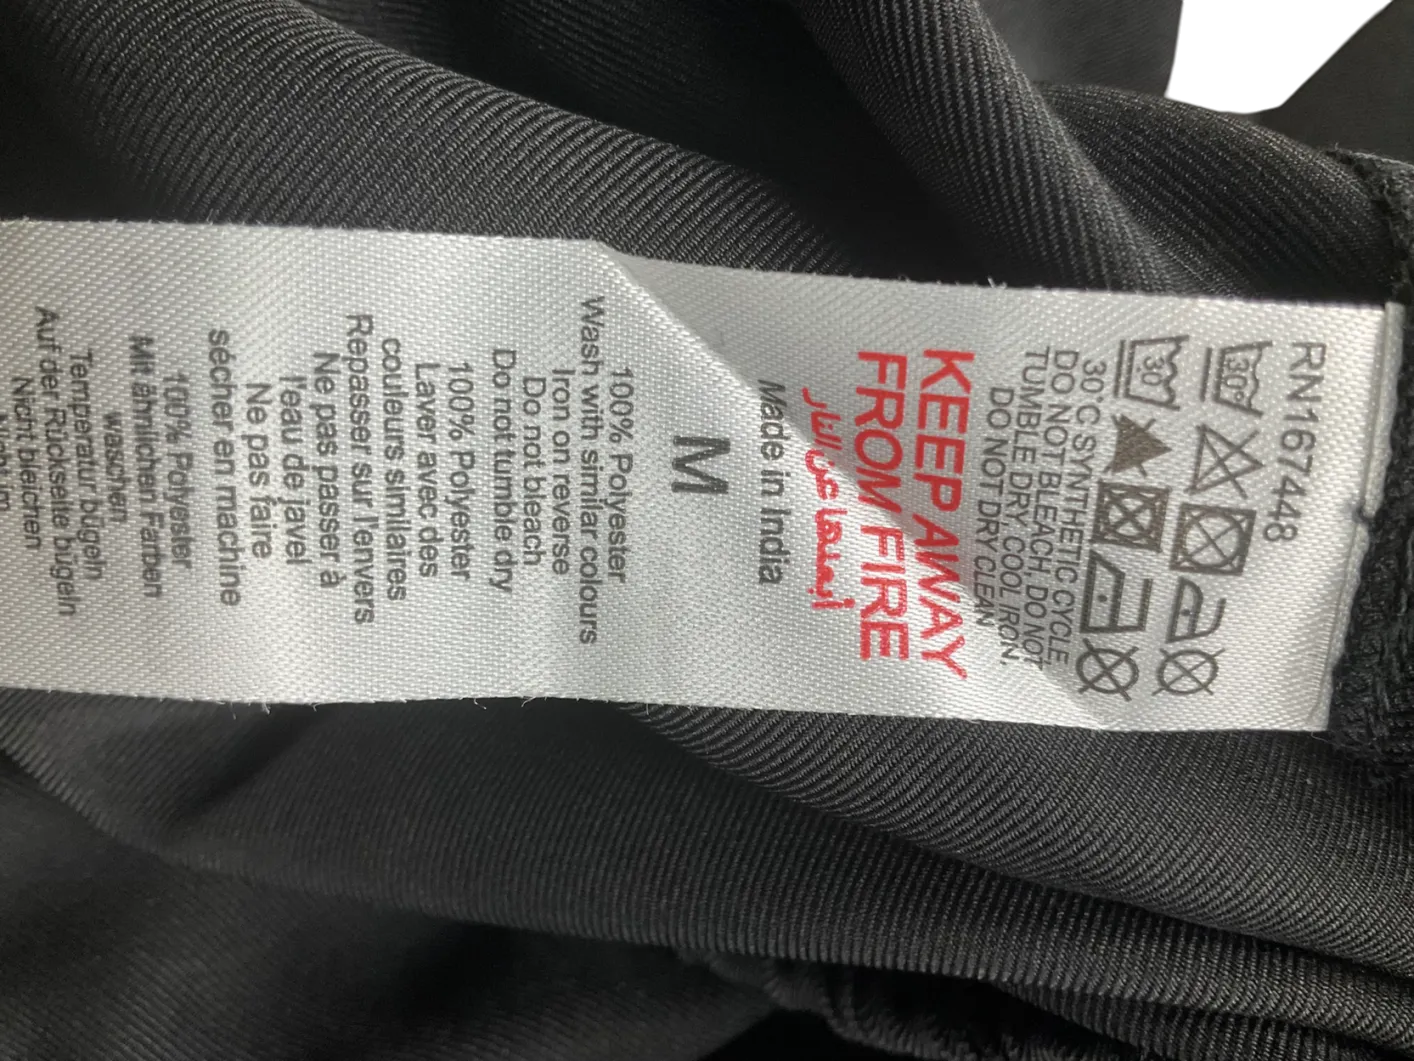 RN167448
30° 30°
30°C SYNTHETIC CYCLE
DO NOT BLEACH, DO NOT
TUMBLE DRY, COOL IRON,
DO NOT DRY CLEAN
KEEP AWAY
FROM FIRE
أبعدها عن النار
Made in India
M
100% Polyester
Wash with similar colours
Iron on reverse
Do not bleach
Do not tumble dry
100% Polyester
Laver avec des
couleurs similaires
Repasser sur l'envers
Ne pas passer à
l'eau de javel
Ne pas faire
sécher en machine
100% Polyester
Mit ähnlichen Farben
wassen.
Temperatur bügeln
Auf der Rückseite bügeln
Nicht bleichen